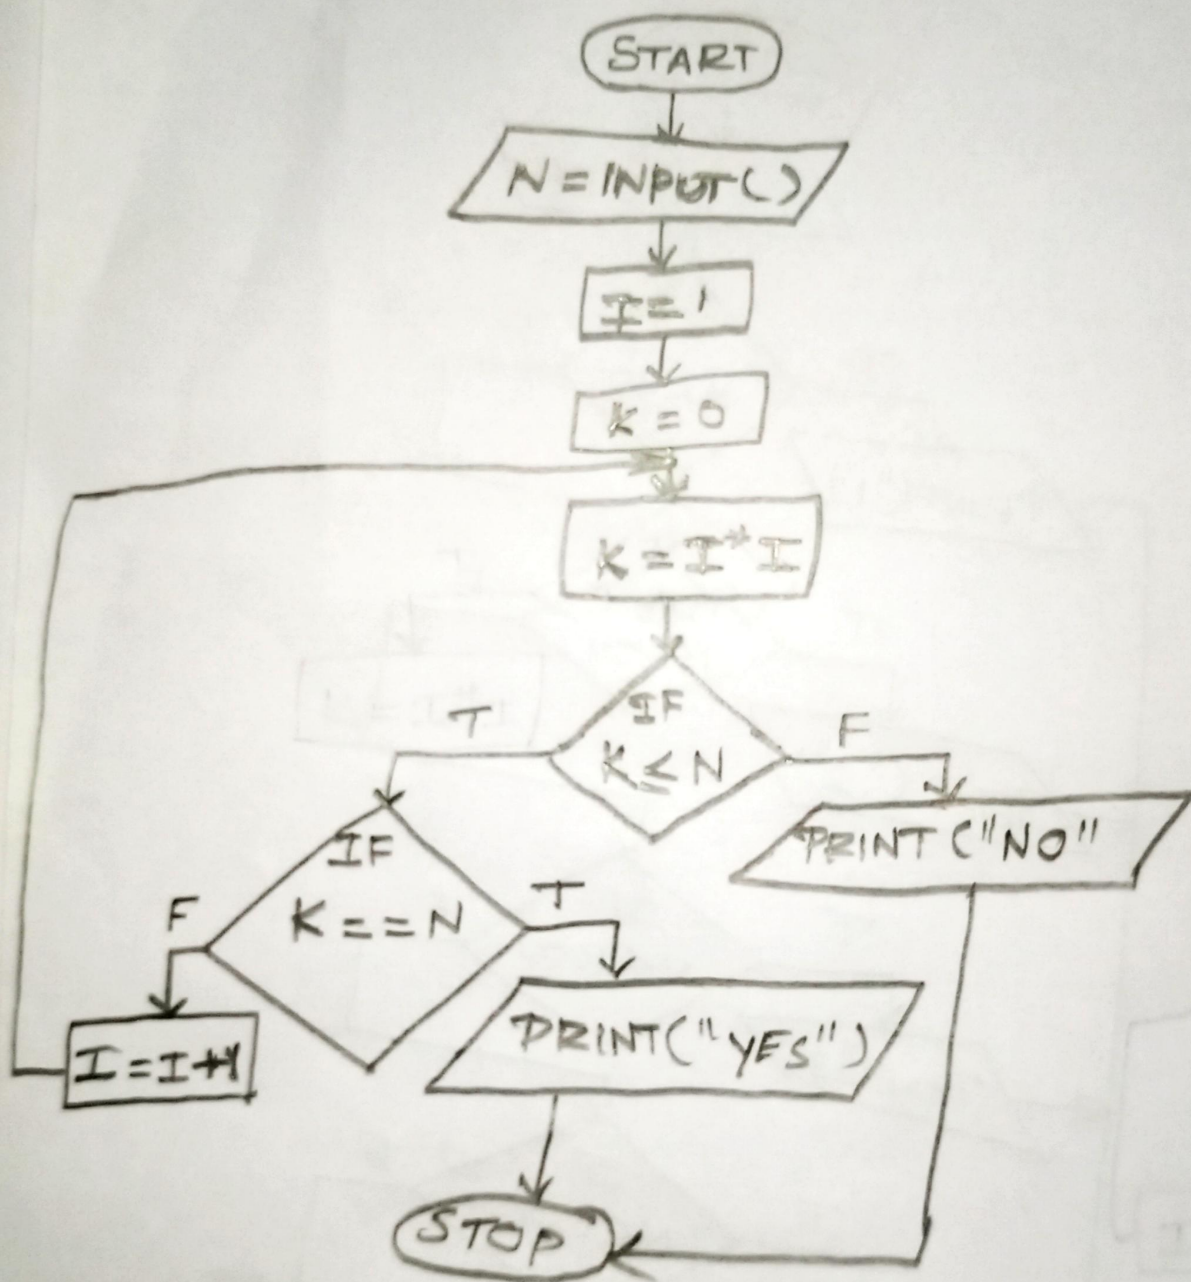 START
N = INPUT()
I = 1
K = 0
K = I * I
IF
K ≤ N
T
F
PRINT ("NO"
IF
K == N
F
T
I = I + 1
PRINT("YES")
STOP